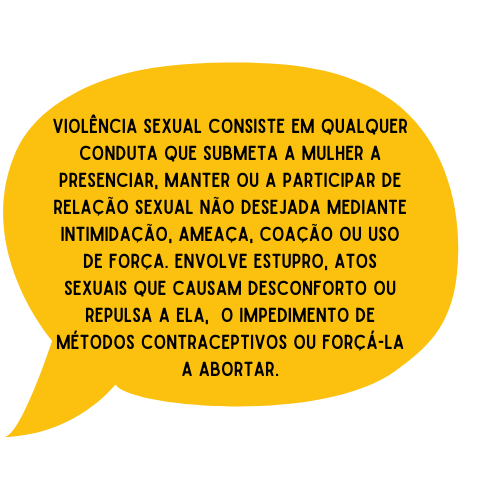 VIOLÊNCIA SEXUAL CONSISTE EM QUALQUER
CONDUTA QUE SUBMETA A MULHER A
PRESENCIAR, MANTER OU A PARTICIPAR DE
RELAÇÃO SEXUAL NÃO DESEJADA MEDIANTE
INTIMIDAÇÃO, AMEAÇA, COAÇÃO OU USO
DE FORÇA. ENVOLVE ESTUPRO, ATOS
SEXUAIS QUE CAUSAM DESCONFORTO OU
REPULSA A ELA, O IMPEDIMENTO DE
MÉTODOS CONTRACEPTIVOS OU FORÇÁ-LA
A ABORTAR.